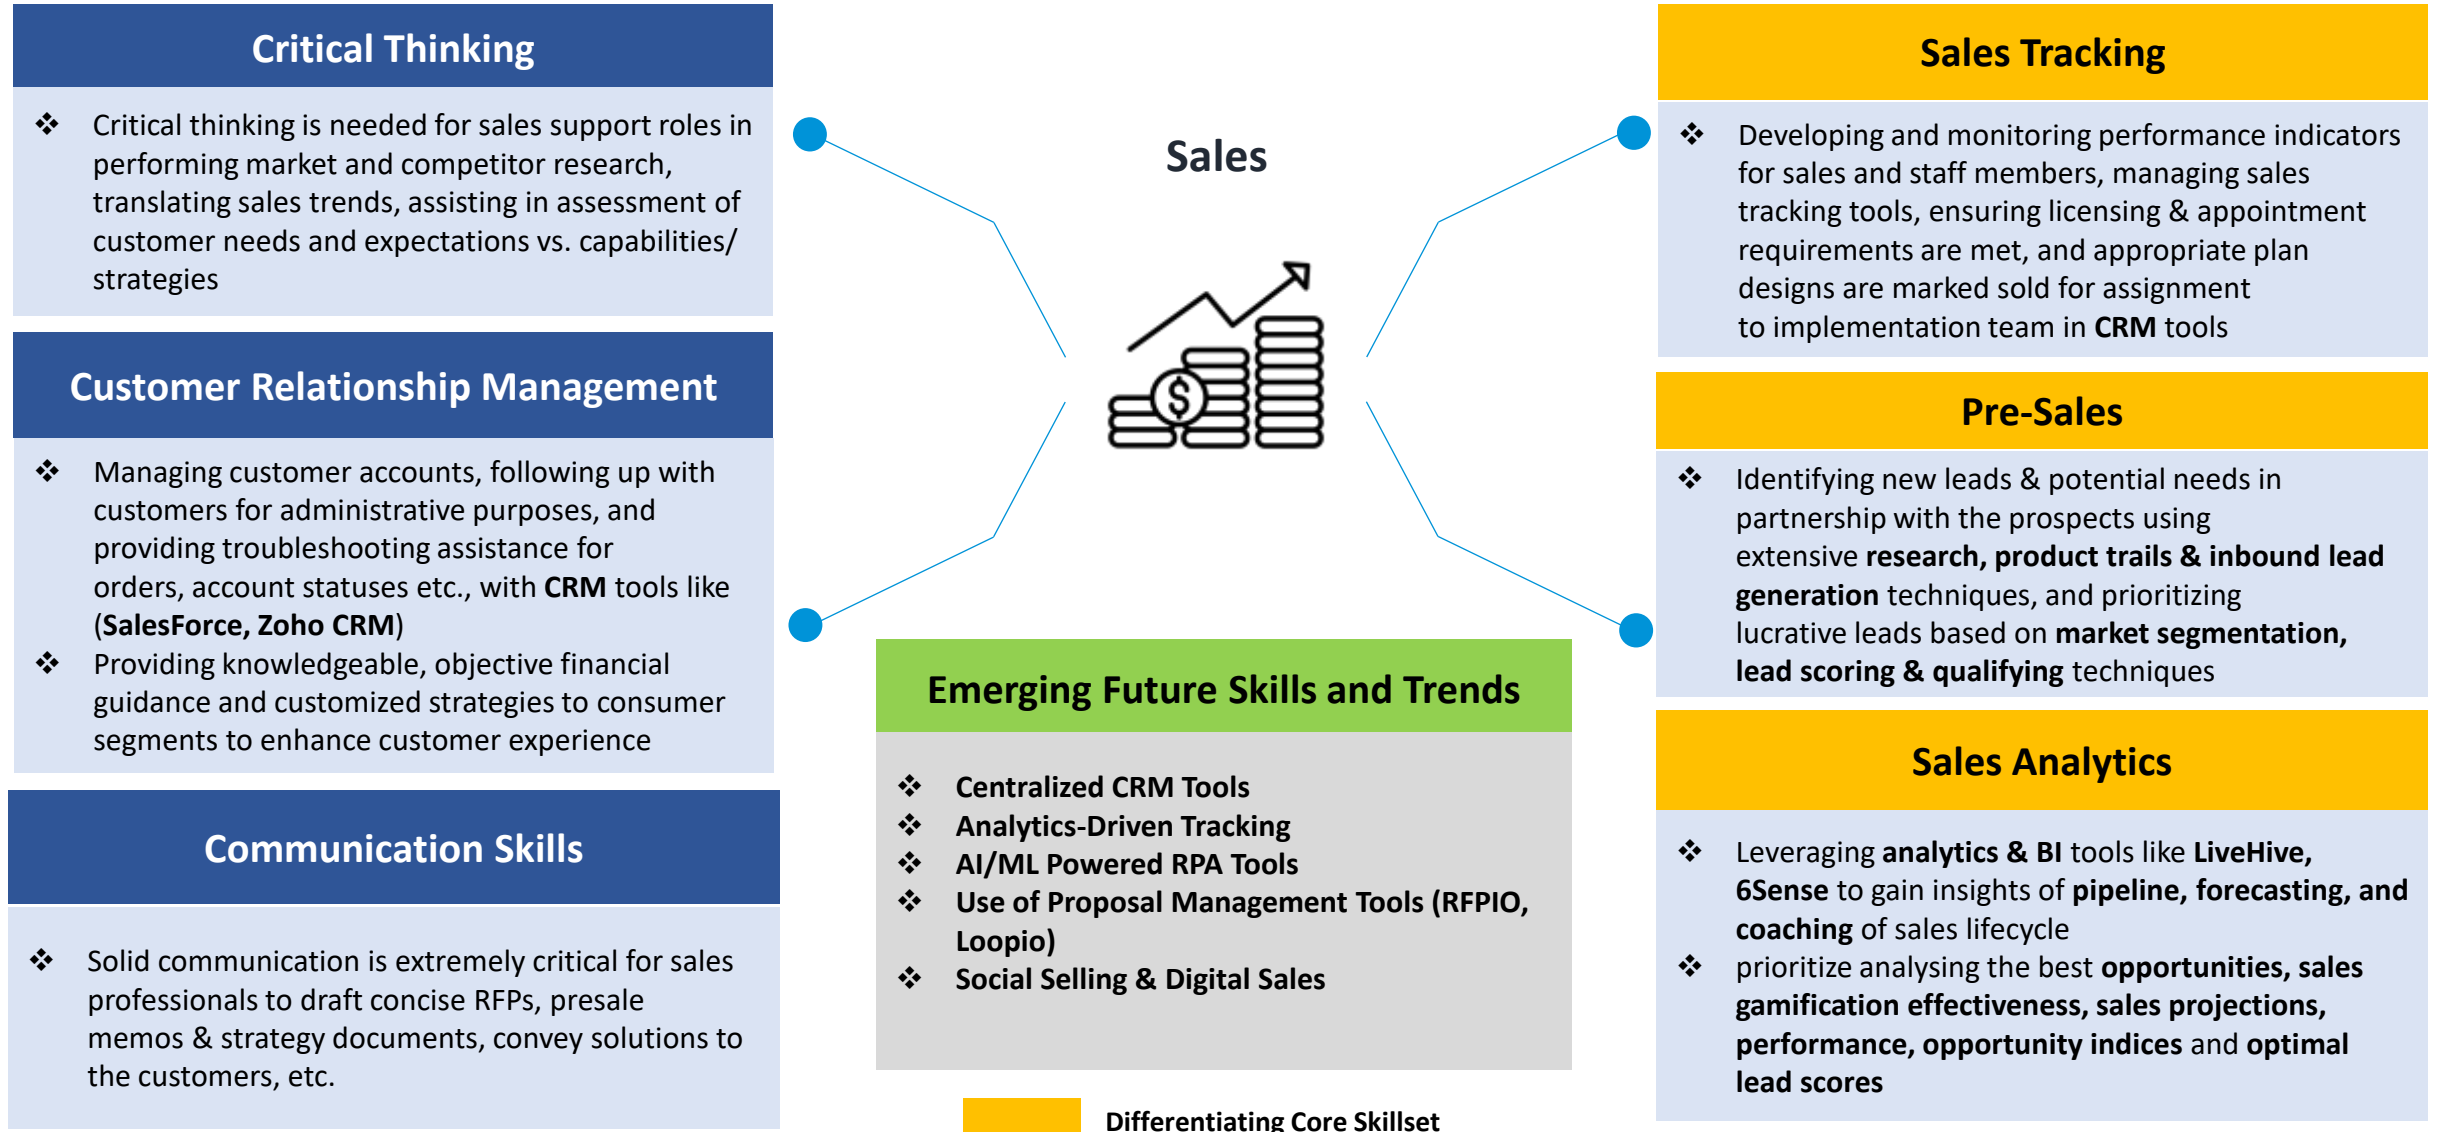 Critical Thinking
❖ Critical thinking is needed for sales support roles in
performing market and competitor research,
translating sales trends, assisting in assessment of
customer needs and expectations vs. capabilities/
strategies
Customer Relationship Management
❖ Managing customer accounts, following up with
customers for administrative purposes, and
providing troubleshooting assistance for
orders, account statuses etc., with CRM tools like
(SalesForce, Zoho CRM)
❖ Providing knowledgeable, objective financial
guidance and customized strategies to consumer
segments to enhance customer experience
Communication Skills
❖ Solid communication is extremely critical for sales
professionals to draft concise RFPs, presale
memos & strategy documents, convey solutions to
the customers, etc.
Sales
$
Emerging Future Skills and Trends
❖ Centralized CRM Tools
❖ Analytics-Driven Tracking
❖ AI/ML Powered RPA Tools
❖ Use of Proposal Management Tools (RFPIO,
Loopio)
❖ Social Selling & Digital Sales
Differentiating Core Skillset
Sales Tracking
❖ Developing and monitoring performance indicators
for sales and staff members, managing sales
tracking tools, ensuring licensing & appointment
requirements are met, and appropriate plan
designs are marked sold for assignment
to implementation team in CRM tools
Pre-Sales
❖ Identifying new leads & potential needs in
partnership with the prospects using
extensive research, product trails & inbound lead
generation techniques, and prioritizing
lucrative leads based on market segmentation,
lead scoring & qualifying techniques
Sales Analytics
❖ Leveraging analytics & BI tools like LiveHive,
6Sense to gain insights of pipeline, forecasting, and
coaching of sales lifecycle
❖ prioritize analysing the best opportunities, sales
gamification effectiveness, sales projections,
performance, opportunity indices and optimal
lead scores